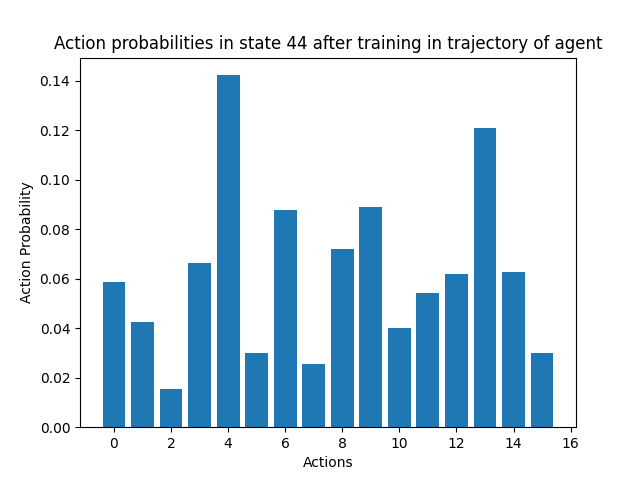 Action probabilities in state 44 after training in trajectory of agent
0.14
0.12
0.10
0.08
0.06
0.04
0.02
0.00
Action Probability
0 2 4 6 8 10 12 14 16
Actions